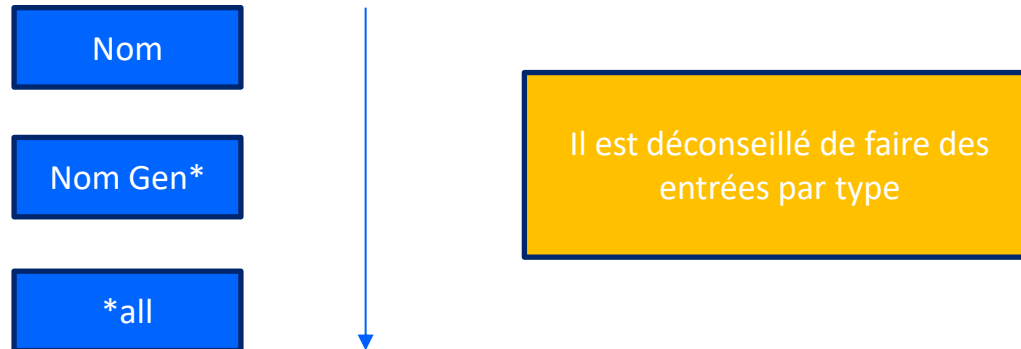 Nom
Nom Gen*
*all
Il est déconseillé de faire des
entrées par type